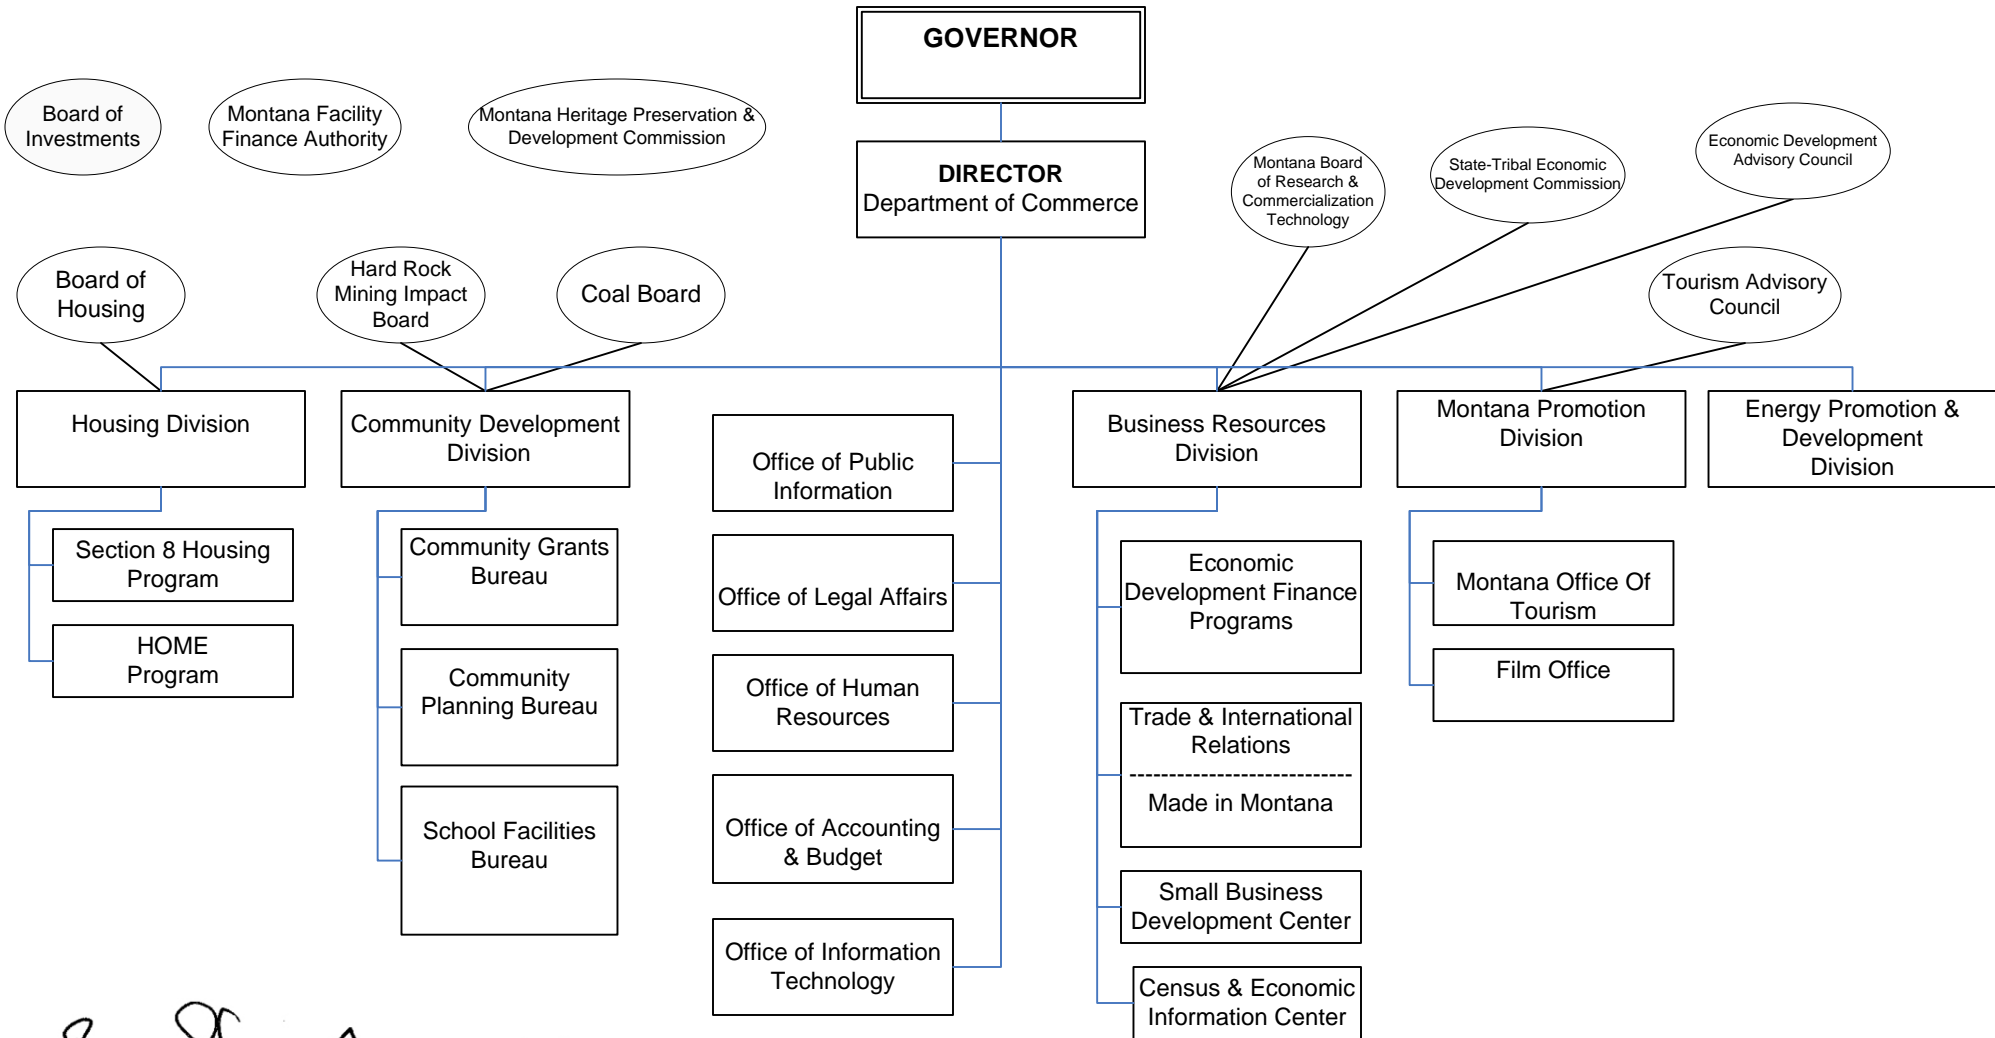 GOVERNOR
Board of
Investments
Montana Facility
Finance Authority
Montana Heritage Preservation &
Development Commission
DIRECTOR
Department of Commerce
Montana Board
of Research &
Commercialization
Technology
State-Tribal Economic
Development Commission
Economic Development
Advisory Council
Board of
Housing
Hard Rock
Mining Impact
Board
Coal Board
Tourism Advisory
Council
Housing Division
Section 8 Housing
Program
HOME
Program
Community Development
Division
Community Grants
Bureau
Community
Planning Bureau
School Facilities
Bureau
Office of Public
Information
Office of Legal Affairs
Office of Human
Resources
Office of Accounting
& Budget
Office of Information
Technology
Business Resources
Division
Economic
Development Finance
Programs
Trade & International
Relations
--------------------------------
Made in Montana
Small Business
Development Center
Census & Economic
Information Center
Montana Promotion
Division
Montana Office Of
Tourism
Film Office
Energy Promotion &
Development
Division